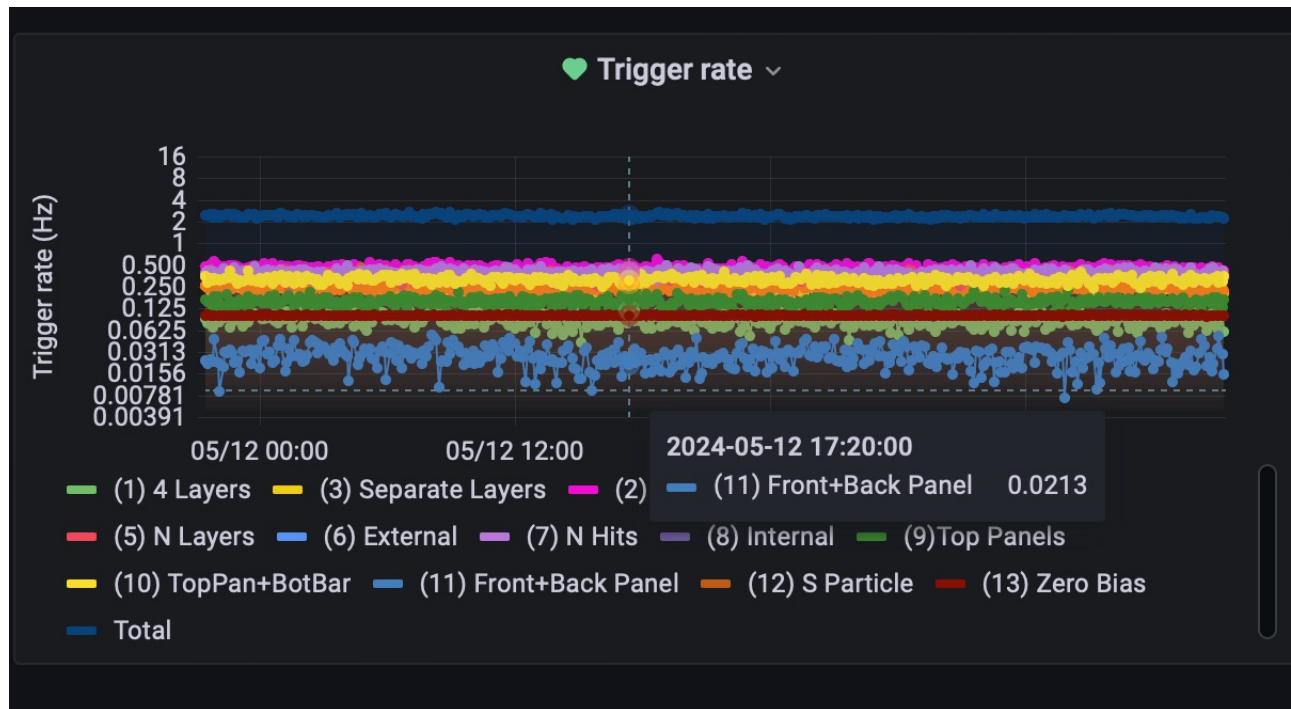 Trigger rate
Trigger rate (Hz)
16
8
4
2
1
0.500
0.250
0.125
0.0625
0.0313
0.0156
0.00781
0.00391
05/12 00:00
05/12 12:00
2024-05-12 17:20:00
(11) Front+Back Panel 0.0213
(1) 4 Layers (3) Separate Layers (2)
(5) N Layers (6) External (7) N Hits (8) Internal (9)Top Panels
(10) TopPan+BotBar (11) Front+Back Panel (12) S Particle (13) Zero Bias
Total